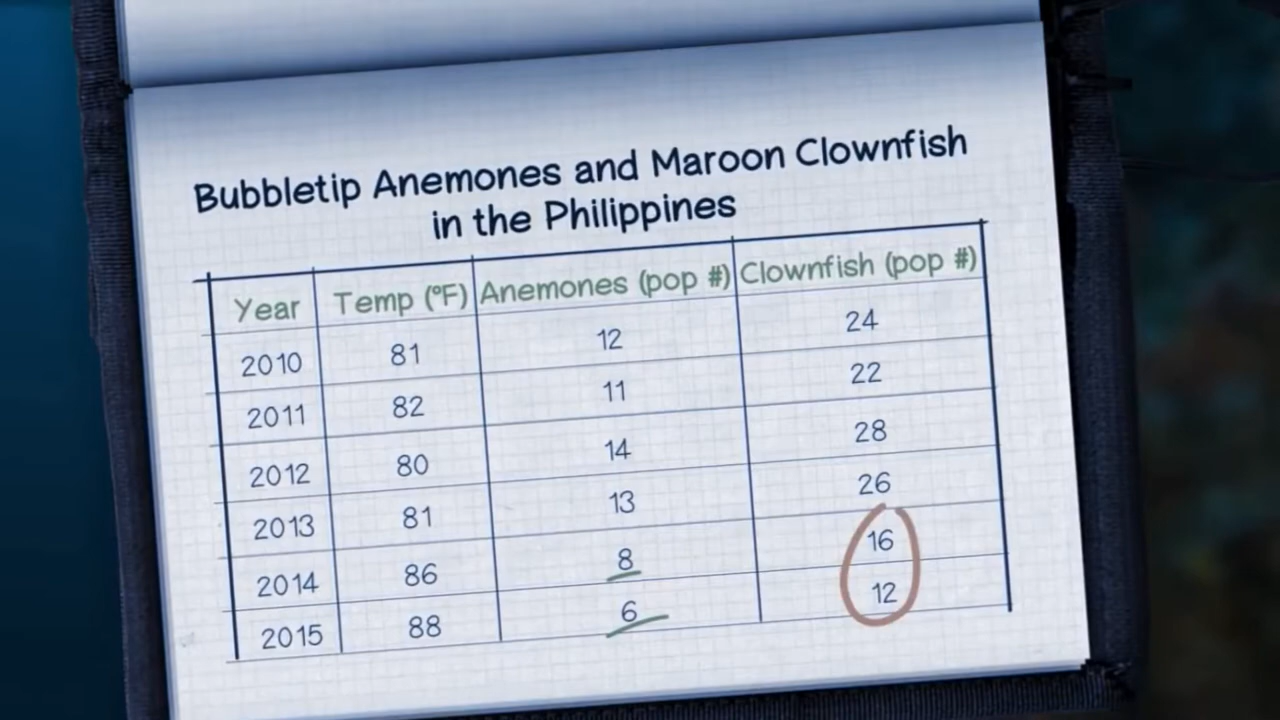 Bubbletip Anemones and Maroon Clownfish
in the Philippines
Year Temp (°F) Anemones (pop #) Clownfish (pop #)
2010 81 12 24
2011 82 11 22
2012 80 14 28
2013 81 13 26
2014 86 8 16
2015 88 6 12